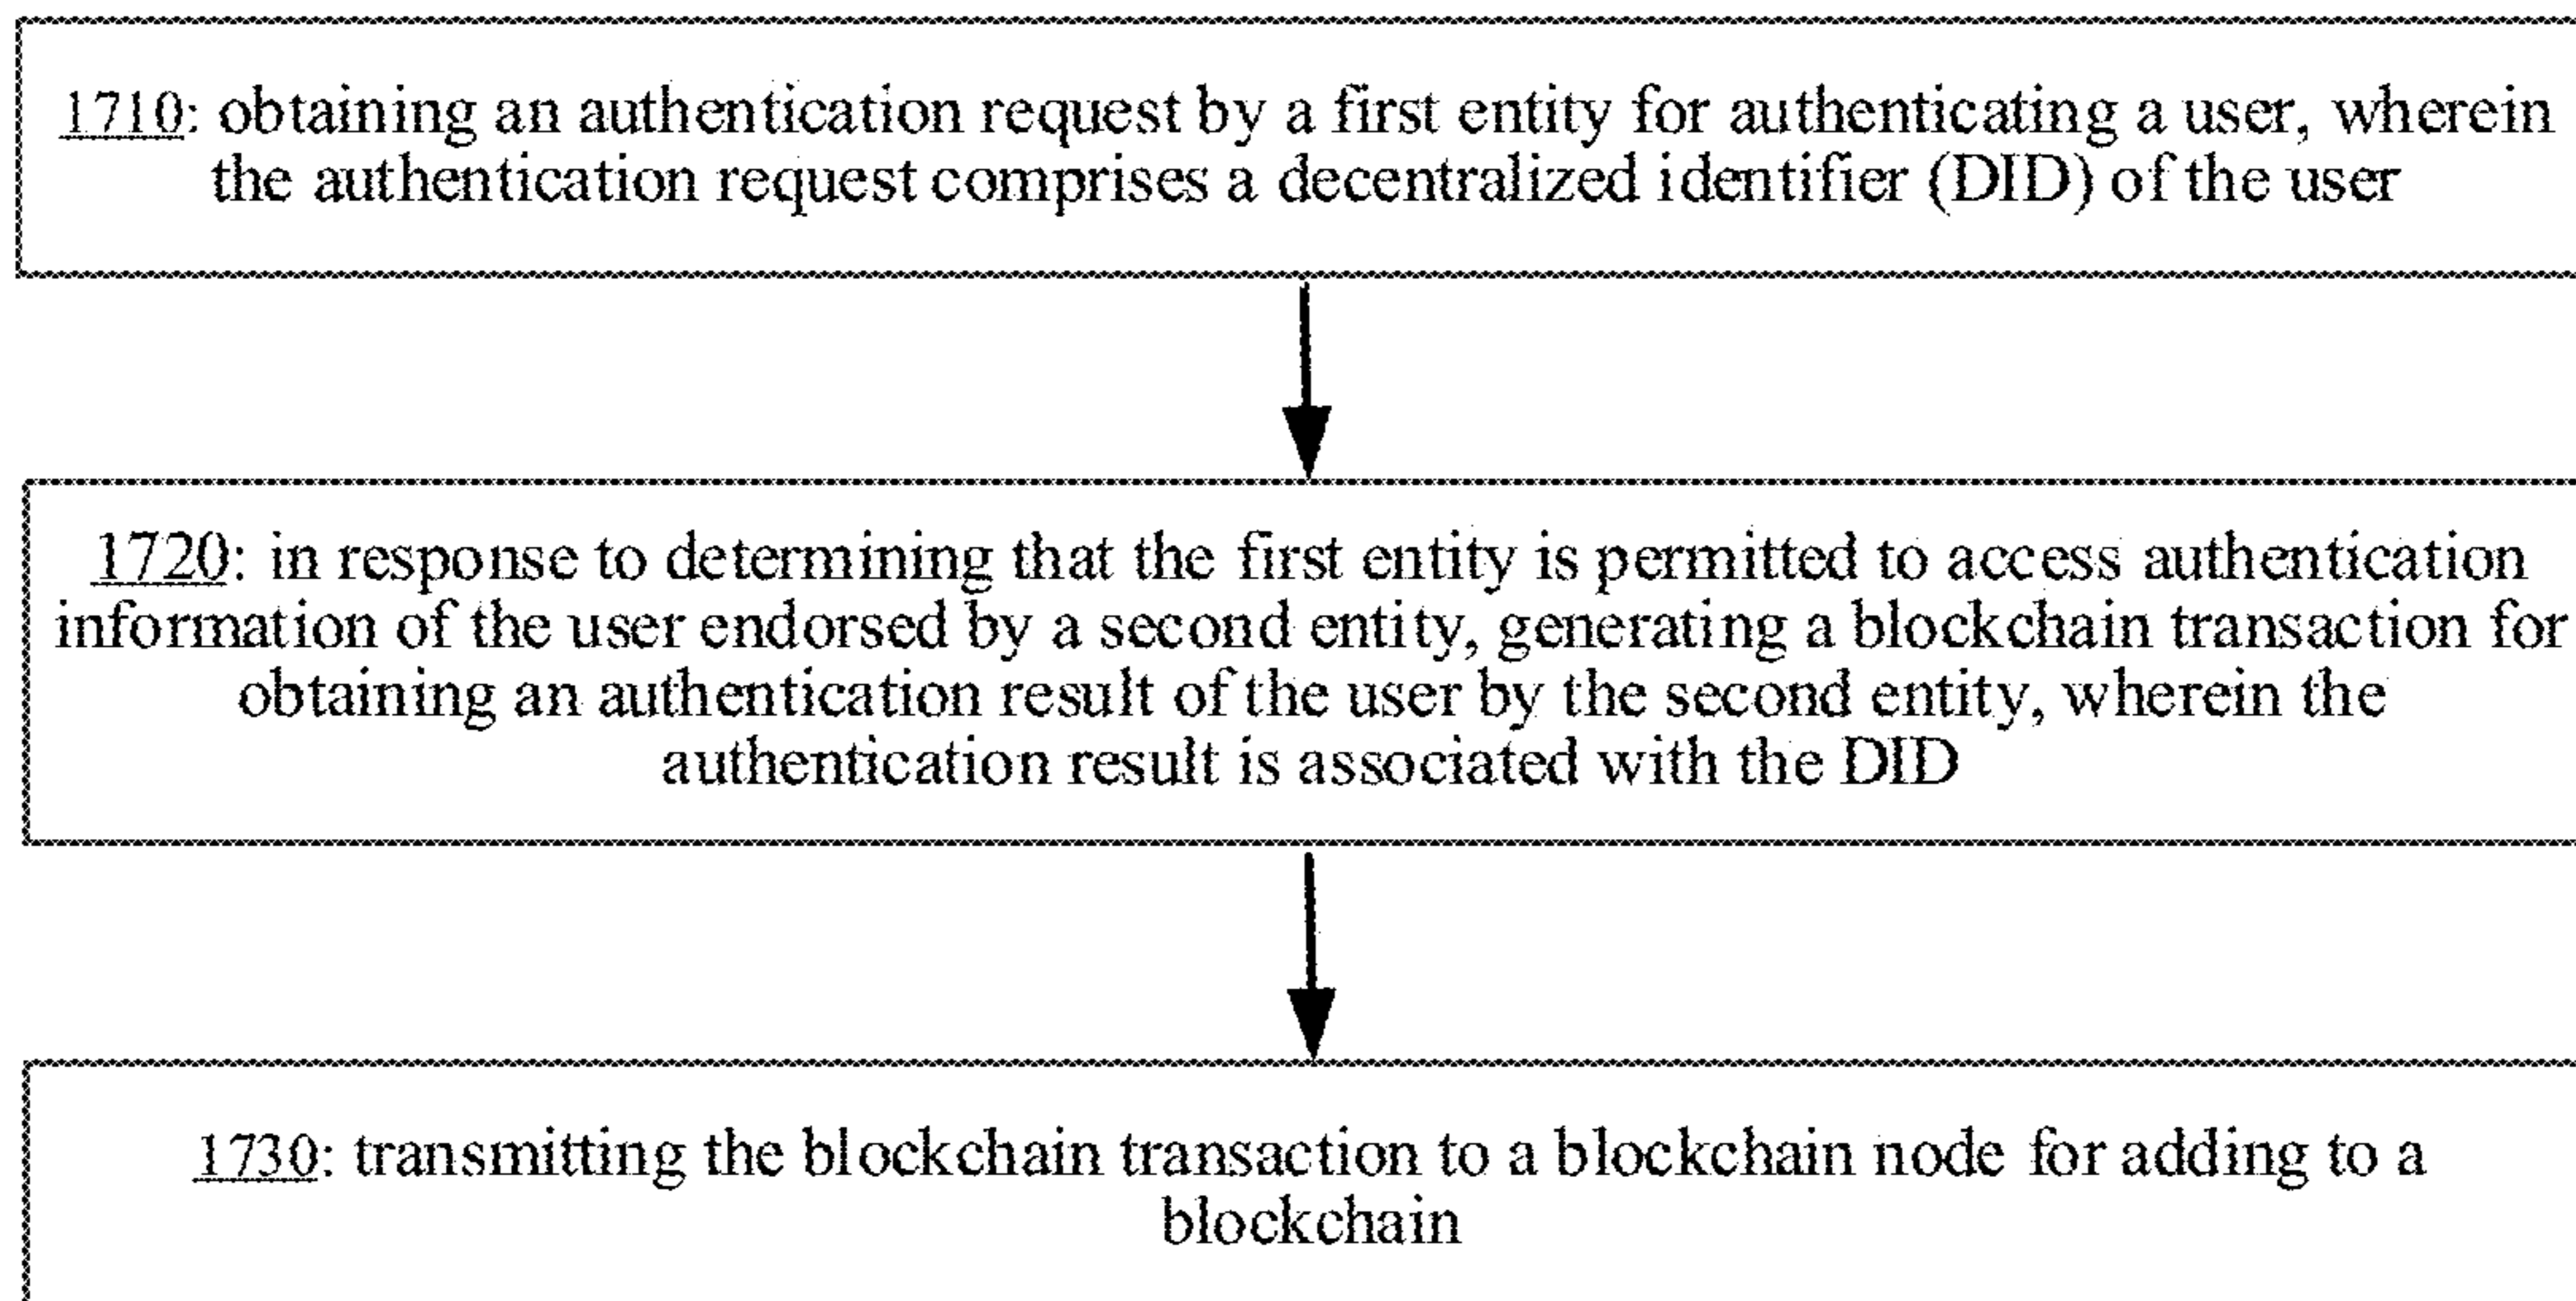 1710: obtaining an authentication request by a first entity for authenticating a user, wherein
the authentication request comprises a decentralized identifier (DID) of the user
1720: in response to determining that the first entity is permitted to access authentication
information of the user endorsed by a second entity, generating a blockchain transaction for
obtaining an authentication result of the user by the second entity, wherein the
authentication result is associated with the DID
1730: transmitting the blockchain transaction to a blockchain node for adding to a
blockchain